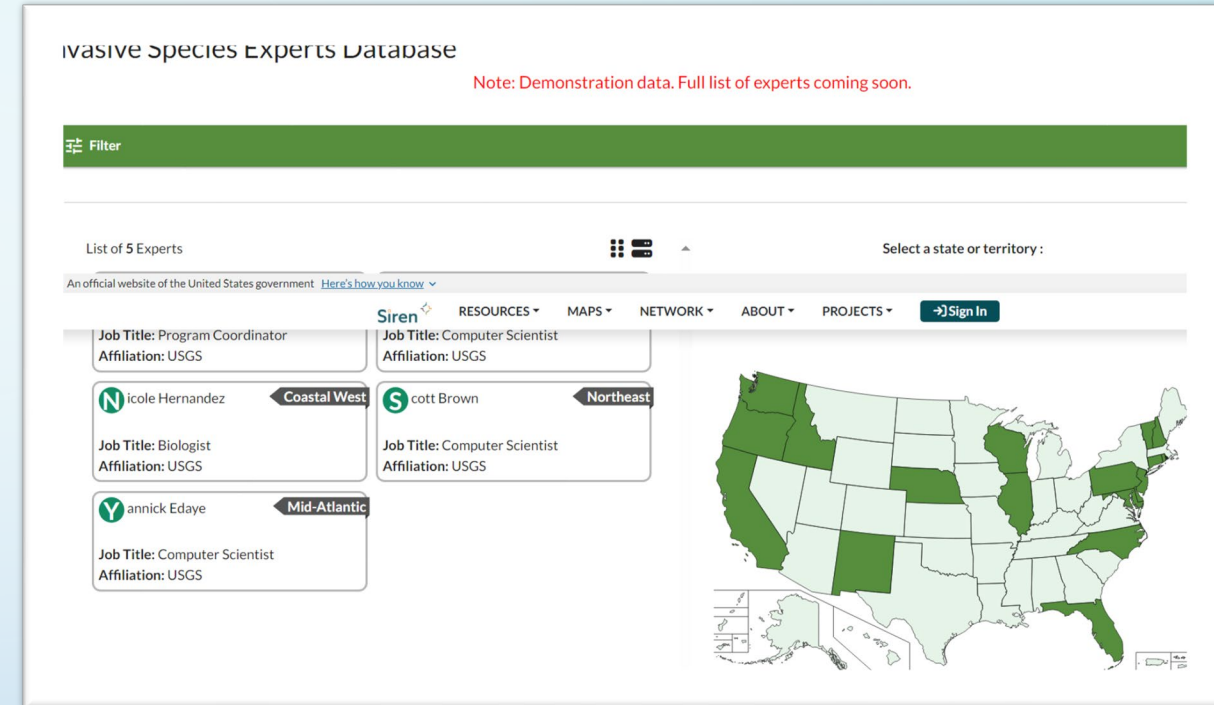 nvasive Species Experts Database
Note: Demonstration data. Full list of experts coming soon.
Filter
List of 5 Experts
Select a state or territory :
An official website of the United States government Here's how you know
Siren RESOURCES MAPS NETWORK ABOUT PROJECTS Sign In
Job Title: Program Coordinator
Affiliation: USGS
Job Title: Computer Scientist
Affiliation: USGS
Nicole Hernandez Coastal West
Job Title: Biologist
Affiliation: USGS
Scott Brown Northeast
Job Title: Computer Scientist
Affiliation: USGS
Yannick Edaye Mid-Atlantic
Job Title: Computer Scientist
Affiliation: USGS